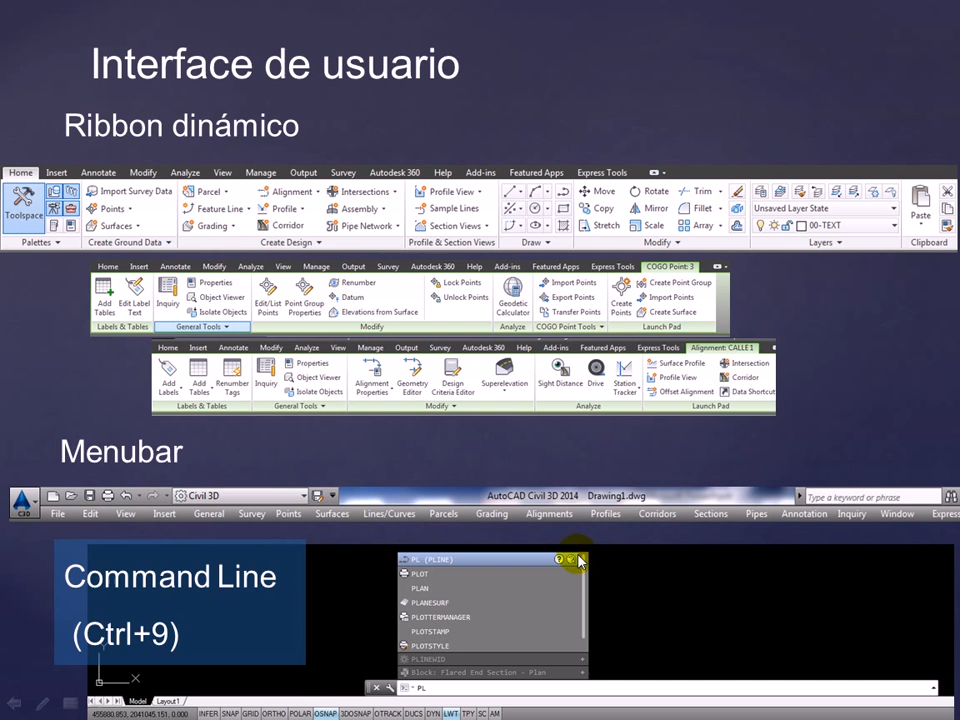 Interface de usuario
Ribbon dinámico
Home Insert Annotate Modify Analyze View Manage Output Survey Autodesk 360 Help Add-ins Featured Apps Express Tools
Import Survey Data Parcel Alignment Intersections Profile View Move Rotate Trim
Toolspace Points Feature Line Profile Assembly Sample Lines Copy Mirror Fillet Unsaved Layer State Paste
Surfaces Grading Corridor Pipe Network Section Views Stretch Scale Array 00-TEXT
Palettes Create Ground Data Create Design Profile & Section Views Draw Modify Layers Clipboard
Home Insert Annotate Modify Analyze View Manage Output Survey Autodesk 360 Help Add-ins Featured Apps Express Tools COGO Point: 3
Properties Renumber Lock Points Import Points Create Point Group
Add Tables Edit Label Text Inquiry Object Viewer Edit/List Points Point Group Properties Datum Unlock Points Geodetic Calculator Export Points Create Points Import Points
Isolate Objects Elevations from Surface Transfer Points Create Surface
Labels & Tables General Tools Modify Analyze COGO Point Tools Launch Pad
Home Insert Annotate Modify Analyze View Manage Output Survey Autodesk 360 Help Add-ins Featured Apps Express Tools Alignment: CALLE 1
Properties Surface Profile Intersection
Add Labels Add Tables Renumber Tags Inquiry Object Viewer Alignment Properties Geometry Editor Design Criteria Editor Superelevation Sight Distance Drive Station Tracker Profile View Corridor
Isolate Objects Offset Alignment Data Shortcut
Labels & Tables General Tools Modify Analyze Launch Pad
Menubar
C3D Civil 3D AutoCAD Civil 3D 2014 Drawing1.dwg Type a keyword or phrase
File Edit View Insert General Survey Points Surfaces Lines/Curves Parcels Grading Alignments Profiles Corridors Sections Pipes Annotation Inquiry Window Express
Command Line
(Ctrl+9)
PL (PLINE)
PLOT
PLAN
PLANESURF
PLOTTERMANAGER
PLOTSTAMP
PLOTSTYLE
PLINEWID
Block: Flared End Section - Plan
PL
Y
X
Model Layout1
455880.853, 2041045.151, 0.000 INFER SNAP GRID ORTHO POLAR OSNAP 3DOSNAP OTRACK DUCS DYN LWT TPY SC AM